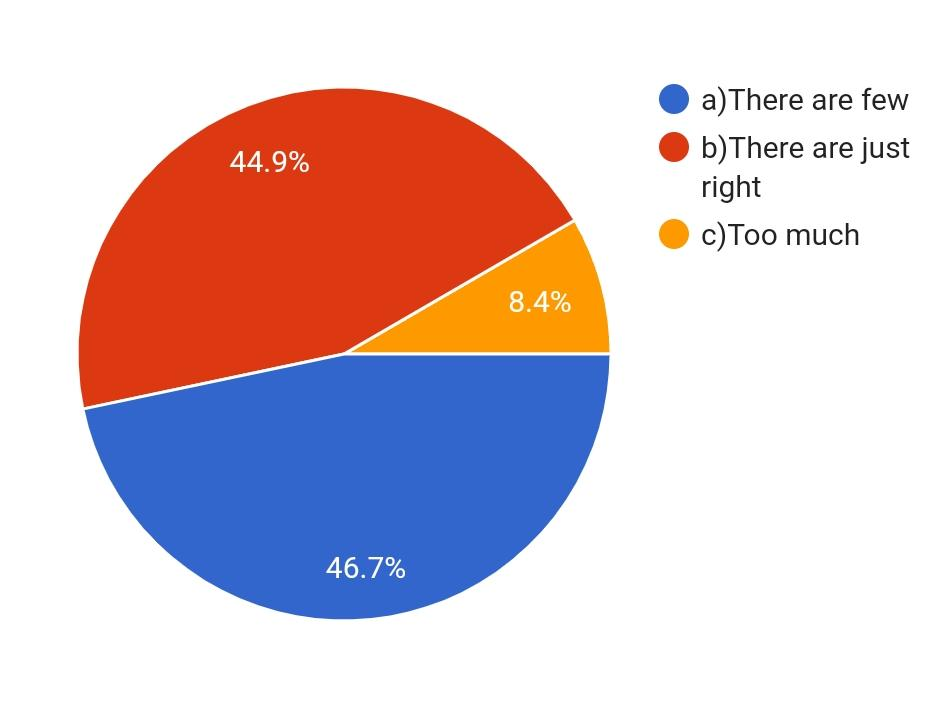 44.9%
8.4%
46.7%
a)There are few
b)There are just
right
c)Too much